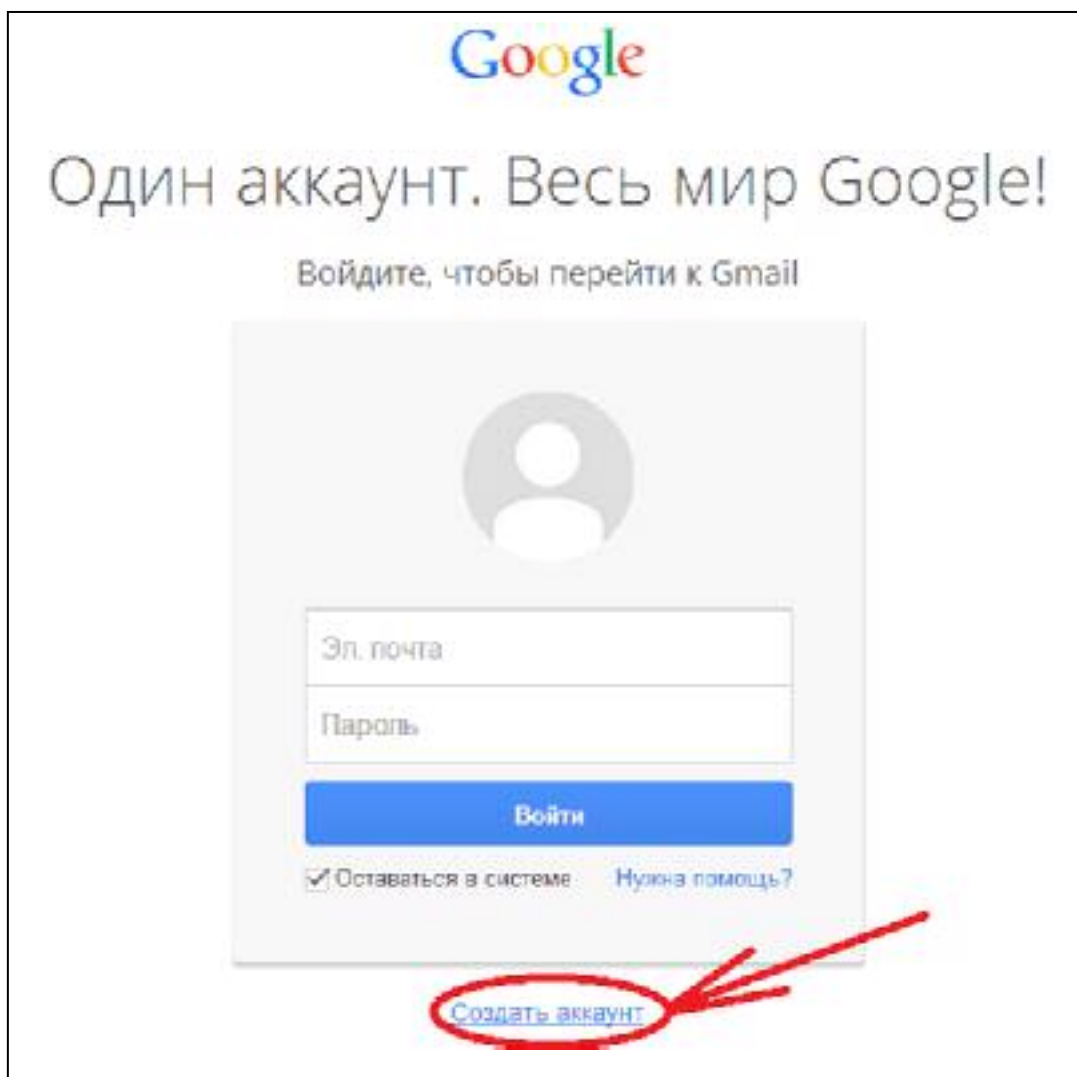 Google
Один аккаунт. Весь мир Google!
Войдите, чтобы перейти к Gmail
Эл. почта
Пароль
Войти
Оставаться в системе Нужна помощь?
Создать аккаунт